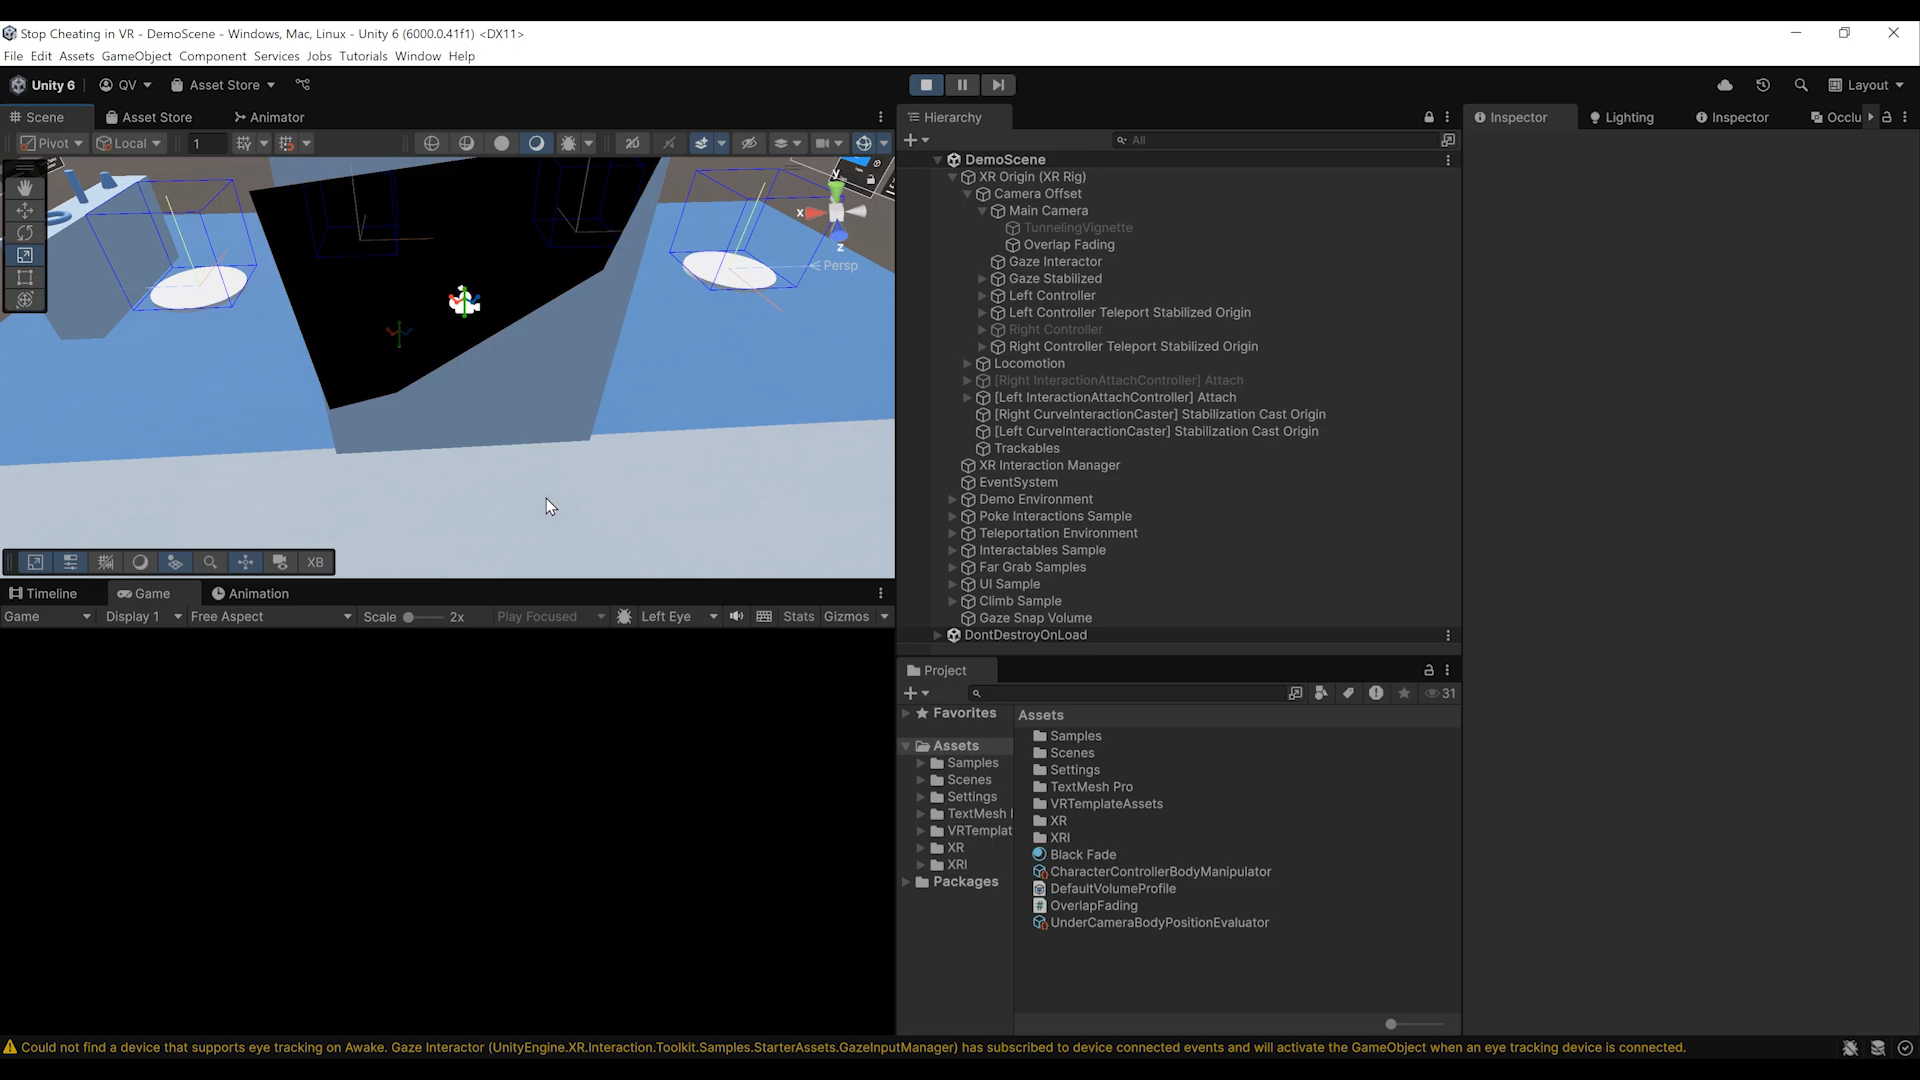 Stop Cheating in VR - DemoScene - Windows, Mac, Linux - Unity 6 (6000.0.41f1) <DX11>
File Edit Assets GameObject Component Services Jobs Tutorials Window Help
Unity 6 QV Asset Store Layout
Scene Asset Store Animator
Pivot Local 1 2D
y
x
z
Persp
XB
Timeline Game Animation
Game Display 1 Free Aspect Scale 2x Play Focused Left Eye Stats Gizmos
Hierarchy
All
DemoScene
XR Origin (XR Rig)
Camera Offset
Main Camera
TunnelingVignette
Overlap Fading
Gaze Interactor
Gaze Stabilized
Left Controller
Left Controller Teleport Stabilized Origin
Right Controller
Right Controller Teleport Stabilized Origin
Locomotion
[Right InteractionAttachController] Attach
[Left InteractionAttachController] Attach
[Right CurveInteractionCaster] Stabilization Cast Origin
[Left CurveInteractionCaster] Stabilization Cast Origin
Trackables
XR Interaction Manager
EventSystem
Demo Environment
Poke Interactions Sample
Teleportation Environment
Interactables Sample
Far Grab Samples
UI Sample
Climb Sample
Gaze Snap Volume
DontDestroyOnLoad
Project
31
Favorites
Assets
Samples
Scenes
Settings
TextMesh
VRTemplat
XR
XRI
Packages
Assets
Samples
Scenes
Settings
TextMesh Pro
VRTemplateAssets
XR
XRI
Black Fade
CharacterControllerBodyManipulator
DefaultVolumeProfile
OverlapFading
UnderCameraBodyPositionEvaluator
Inspector Lighting Inspector Occlu
Could not find a device that supports eye tracking on Awake. Gaze Interactor (UnityEngine.XR.Interaction.Toolkit.Samples.StarterAssets.GazeInputManager) has subscribed to device connected events and will activate the GameObject when an eye tracking device is connected.